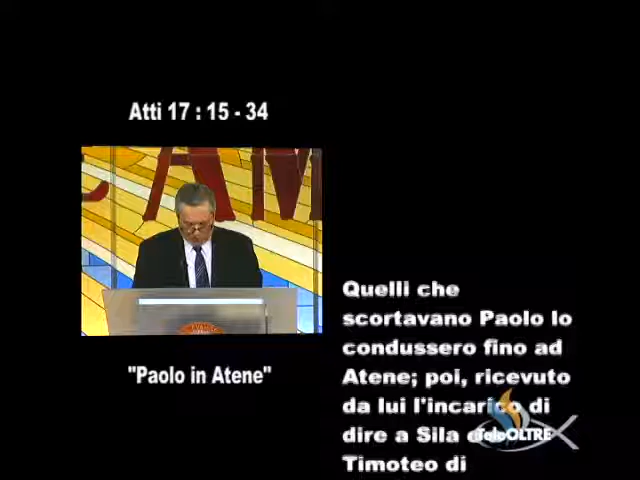 Atti 17 : 15 - 34
"Paolo in Atene"
Quelli che
scortavano Paolo lo
condussero fino ad
Atene; poi, ricevuto
da lui l'incarico di
dire a Sila
Timoteo di
TeleOLTRE